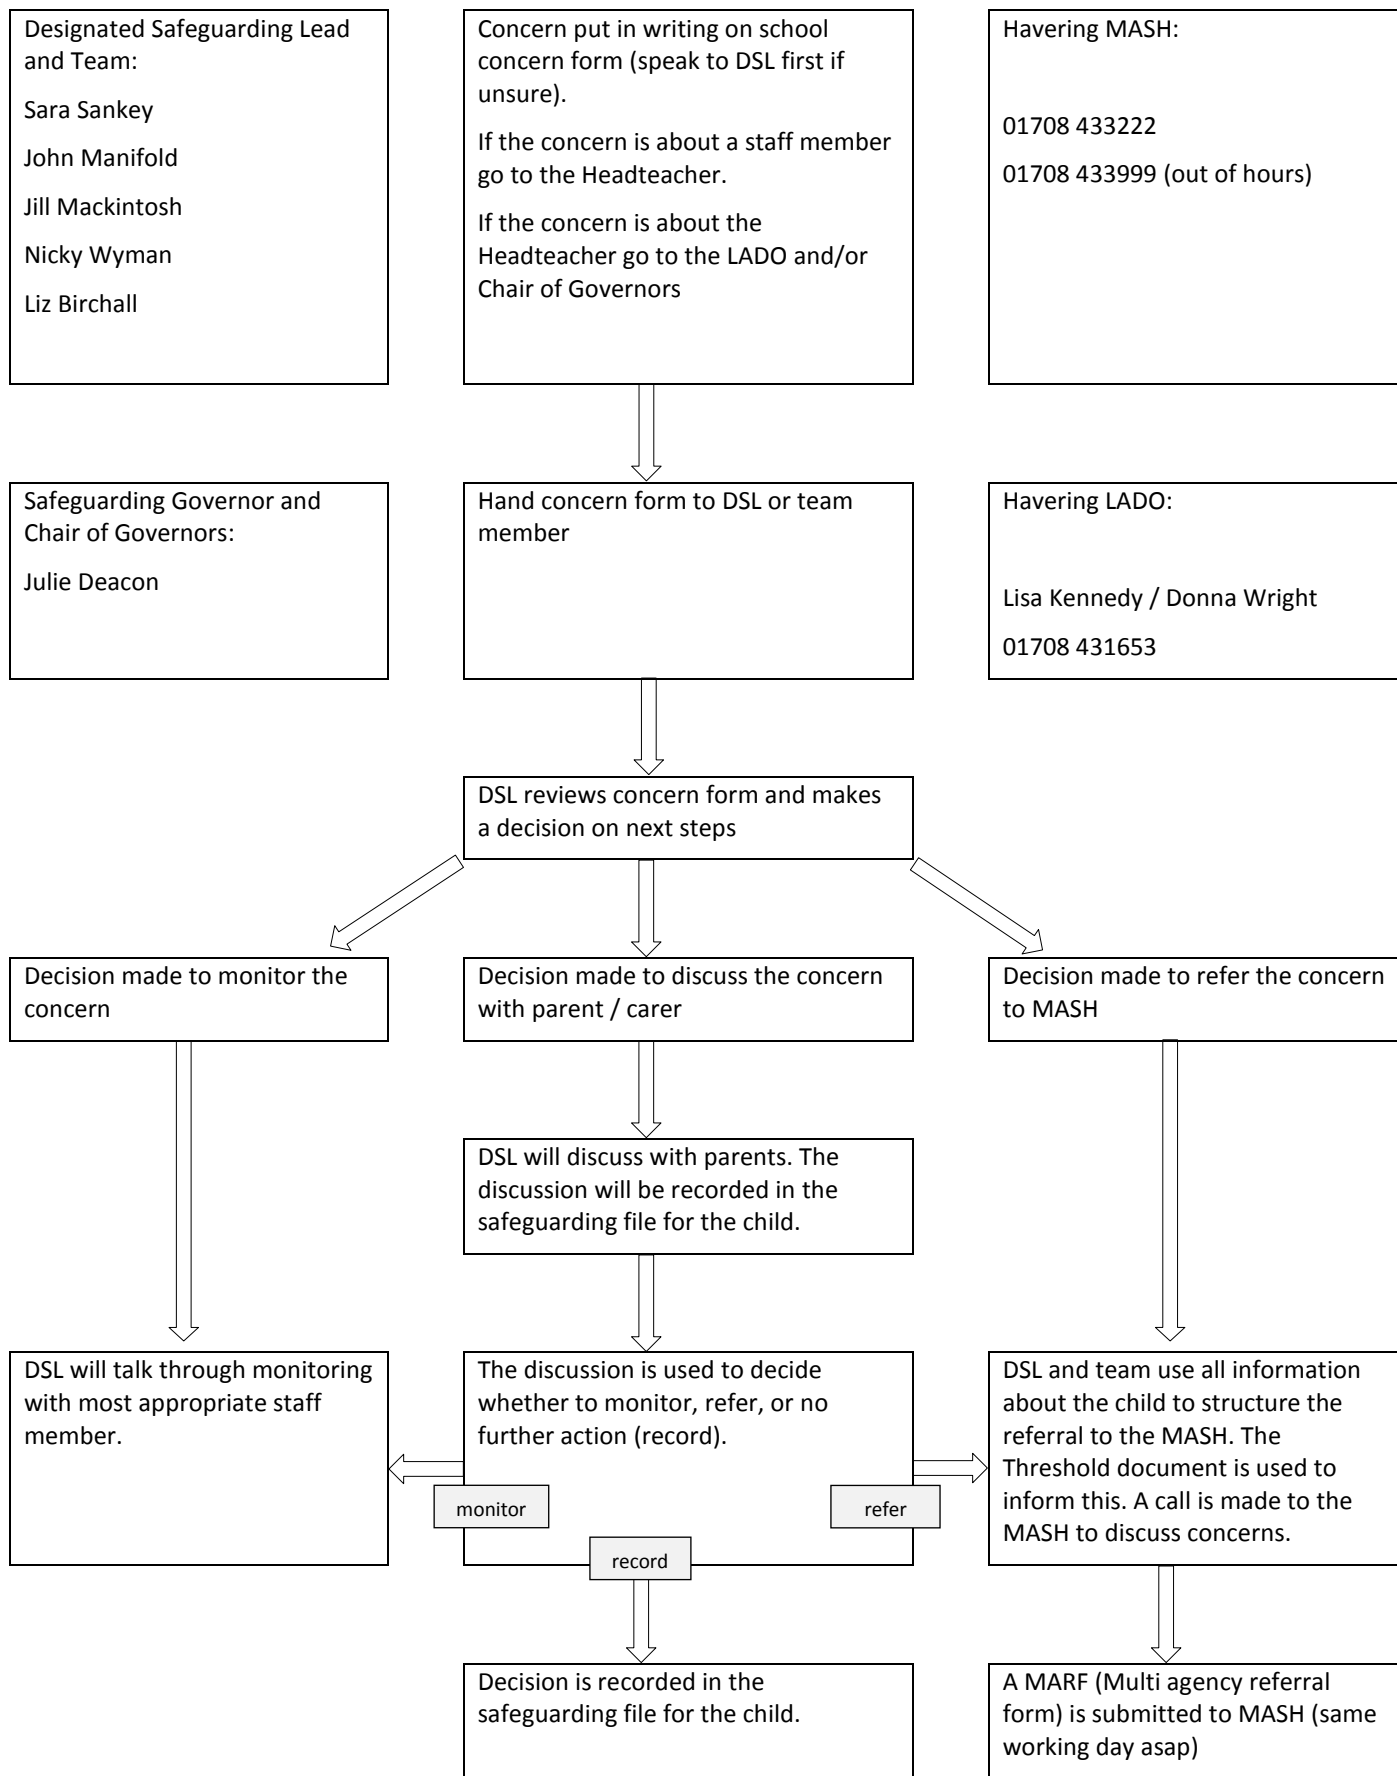 Designated Safeguarding Lead
and Team:
Sara Sankey
John Manifold
Jill Mackintosh
Nicky Wyman
Liz Birchall
Concern put in writing on school
concern form (speak to DSL first if
unsure).
If the concern is about a staff member
go to the Headteacher.
If the concern is about the
Headteacher go to the LADO and/or
Chair of Governors
Havering MASH:
01708 433222
01708 433999 (out of hours)
Safeguarding Governor and
Chair of Governors:
Julie Deacon
Hand concern form to DSL or team
member
Havering LADO:
Lisa Kennedy / Donna Wright
01708 431653
DSL reviews concern form and makes
a decision on next steps
Decision made to monitor the
concern
Decision made to discuss the concern
with parent / carer
Decision made to refer the concern
to MASH
DSL will discuss with parents. The
discussion will be recorded in the
safeguarding file for the child.
DSL will talk through monitoring
with most appropriate staff
member.
The discussion is used to decide
whether to monitor, refer, or no
further action (record).
monitor
refer
record
DSL and team use all information
about the child to structure the
referral to the MASH. The
Threshold document is used to
inform this. A call is made to the
MASH to discuss concerns.
Decision is recorded in the
safeguarding file for the child.
A MARF (Multi agency referral
form) is submitted to MASH (same
working day asap)